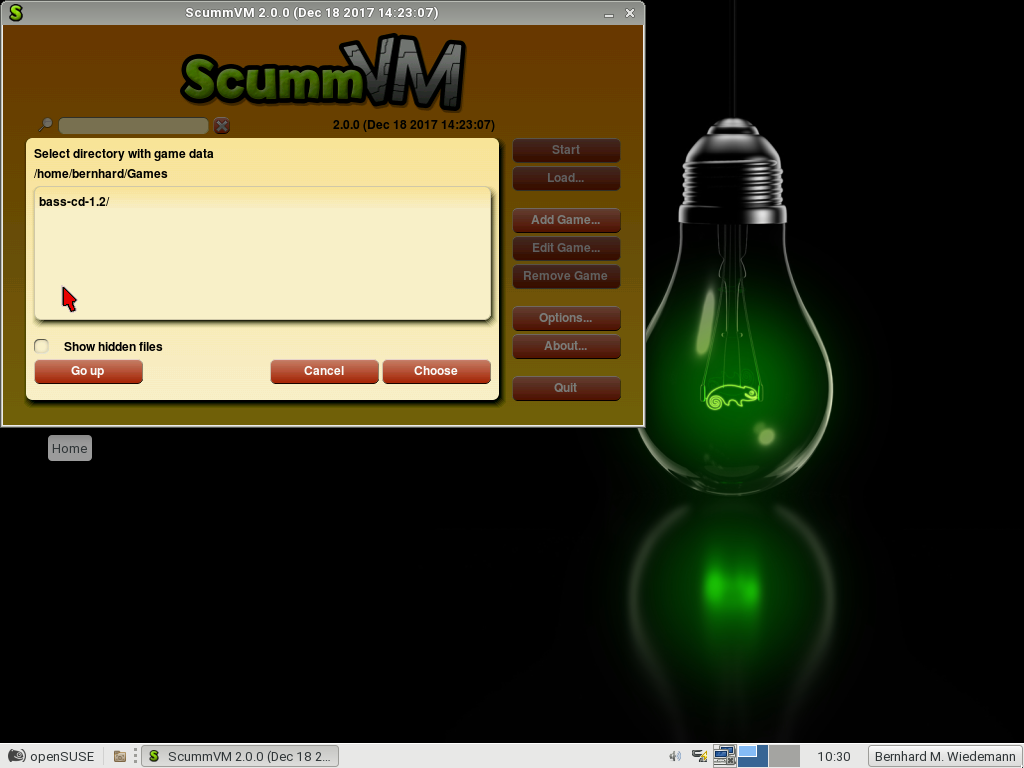 ScummVM 2.0.0 (Dec 18 2017 14:23:07)
ScummVM
2.0.0 (Dec 18 2017 14:23:07)
Select directory with game data
/home/bernhard/Games
bass-cd-1.2/
Show hidden files
Go up
Cancel
Choose
Start
Load...
Add Game...
Edit Game...
Remove Game
Options...
About...
Quit
Home
openSUSE
ScummVM 2.0.0 (Dec 18 2...
10:30
Bernhard M. Wiedemann